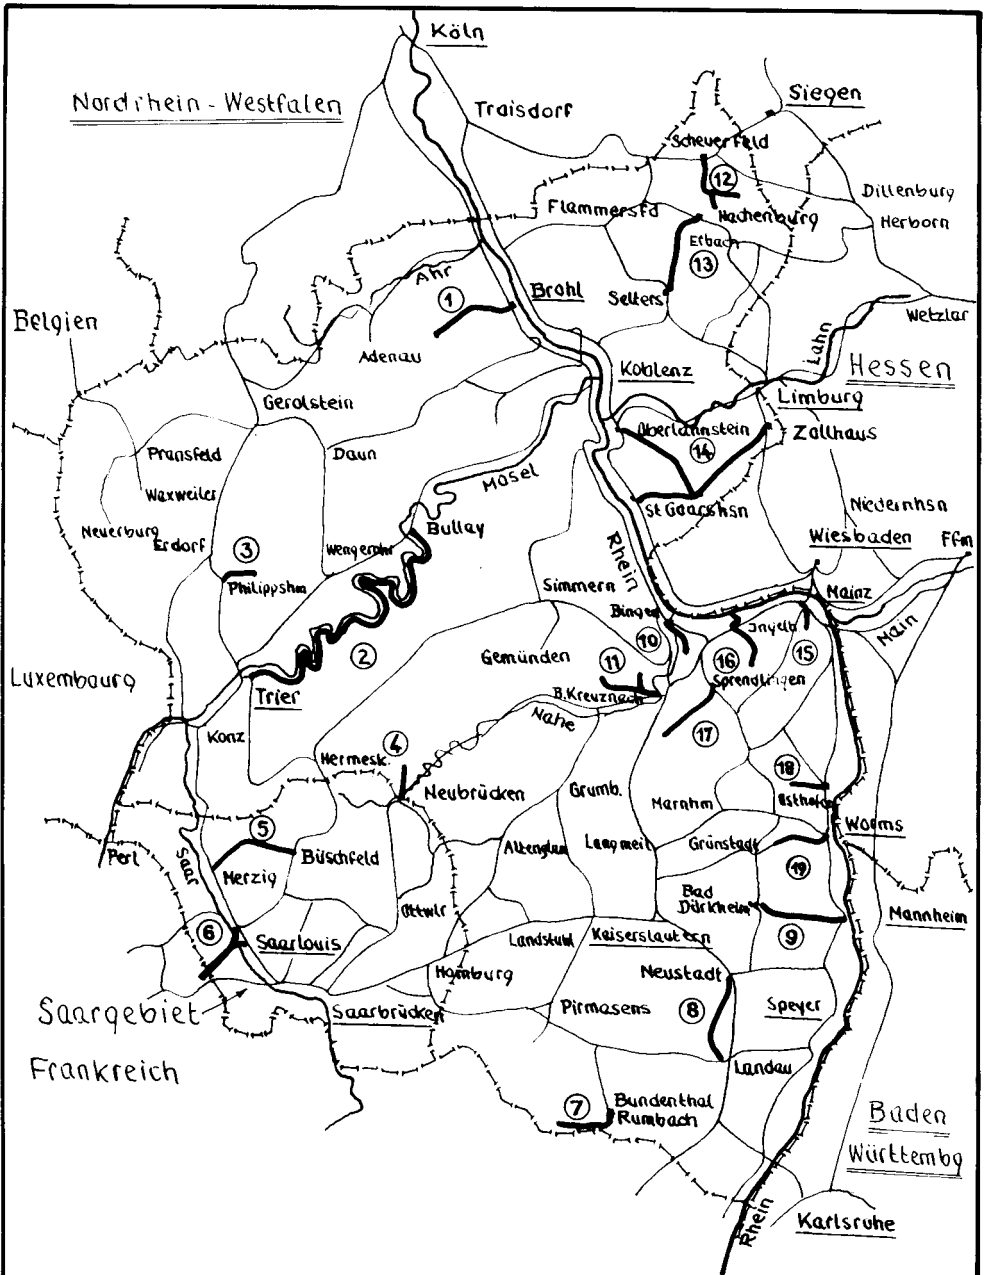 Köln
Nordrhein - Westfalen
Traisdorf
Siegen
Scheuerfeld
12
Dillenburg
Flammersfd
Hachenburg
Herborn
Erbach
13
Ahr
1
Brohl
Selters
Wetzlar
Belgien
Adenau
Lahn
Koblenz
Hessen
Gerolstein
Limburg
Oberlahnstein
Zollhaus
14
Pronsfeld
Daun
Mosel
Waxweiler
St Goarshsn
Niedernhsn
Neuerburg
Bullay
Wiesbaden
Ffm
Erdorf
3
Wengerohr
Rhein
Philippshm
Simmern
Mainz
Bingen
Ingelh
Main
10
15
Gemünden
11
16
2
Luxembourg
Trier
B. Kreuznach
Sprendlingen
Nahe
17
Konz
4
Hermesk.
18
Neubrücken
Grumb.
Marnhm
Osthofen
5
Worms
Perl
Saar
Büschfeld
Altenglan
Langmeil
Grünstadt
Merzig
19
Bad
Dürkheim
Ottwlr
Mannheim
6
Saarlouis
Landstuhl
Kaiserslautern
9
Homburg
Neustadt
Saargebiet
Saarbrücken
Pirmasens
8
Speyer
Frankreich
Landau
7
Bundenthal
Rumbach
Baden
Württembg
Rhein
Karlsruhe